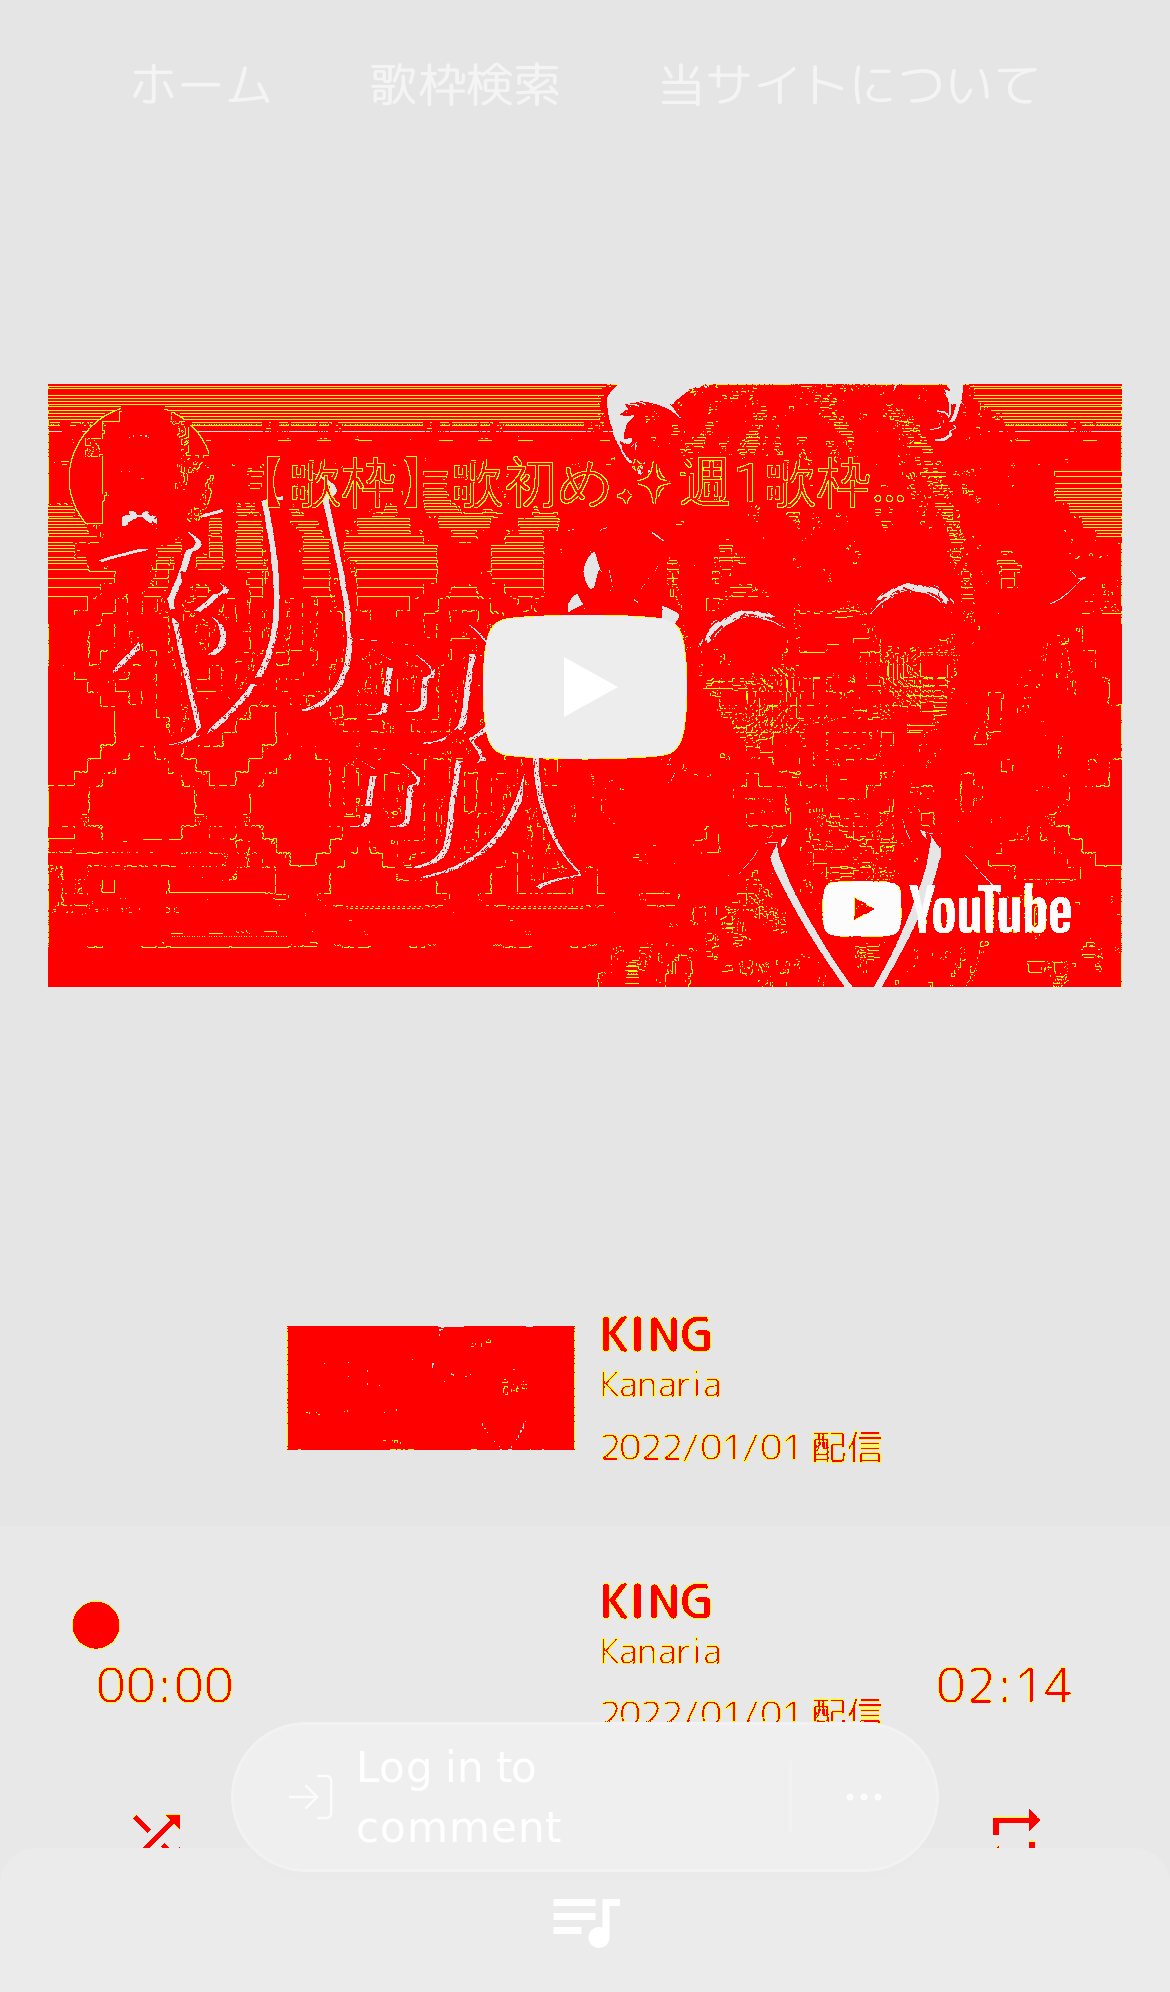 ホーム 歌枠検索 当サイトについて
【歌枠】歌初め✨週1歌枠...
初
歌
YouTube
KING
Kanaria
2022/01/01 配信
KING
Kanaria
00:00 02:14
2022/01/01 配信
Log in to
comment